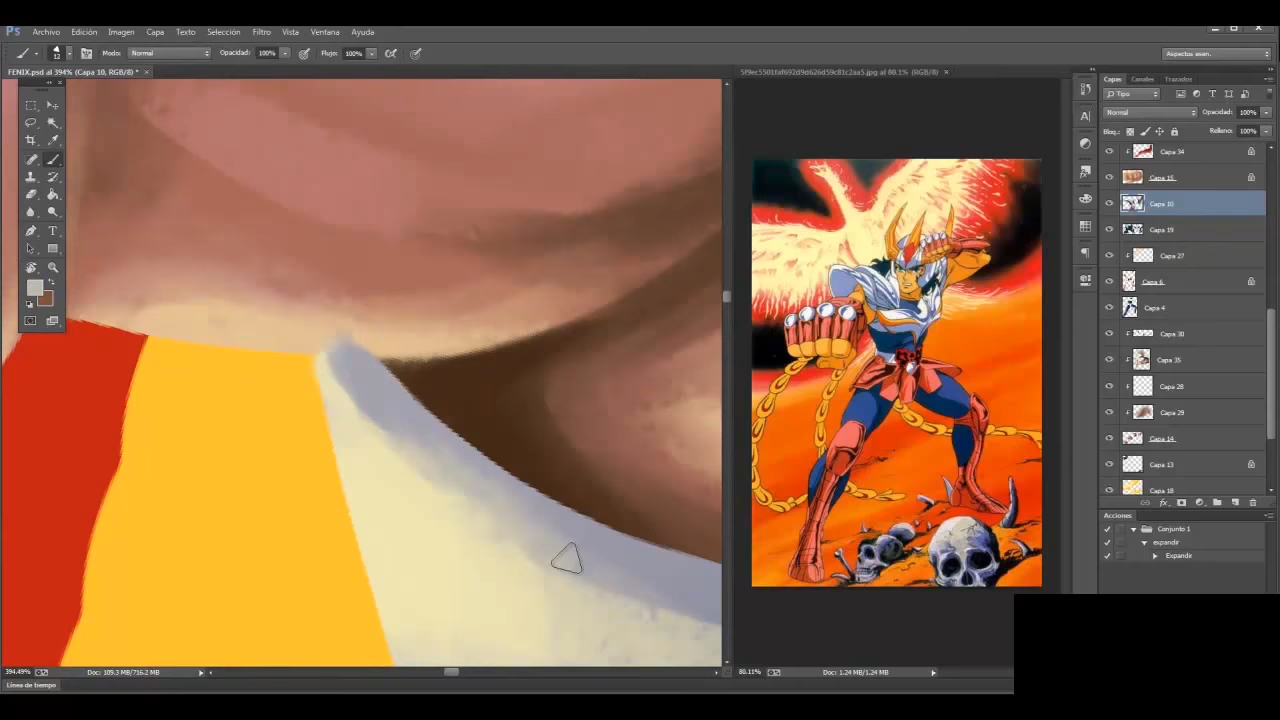 Ps Archivo Edición Imagen Capa Texto Selección Filtro Vista Ventana Ayuda
12 Modo: Normal Opacidad: 100% Flujo: 100% Aspectos esen.
FENIX.psd al 394% (Capa 10, RGB/8) * ×
Capas Canales Trazados
Tipo
Normal Opacidad: 100%
Bloq.: Relleno: 100%
Capa 34
Capa 15
Capa 10
Capa 19
Capa 27
Capa 6
Capa 4
Capa 30
Capa 35
Capa 28
Capa 29
Capa 14
Capa 13
Capa 18
Acciones
Conjunto 1
expandir
Expandir
394.49% Doc: 109.3 MB/716.2 MB
80.11% Doc: 1.24 MB/1.24 MB
Línea de tiempo